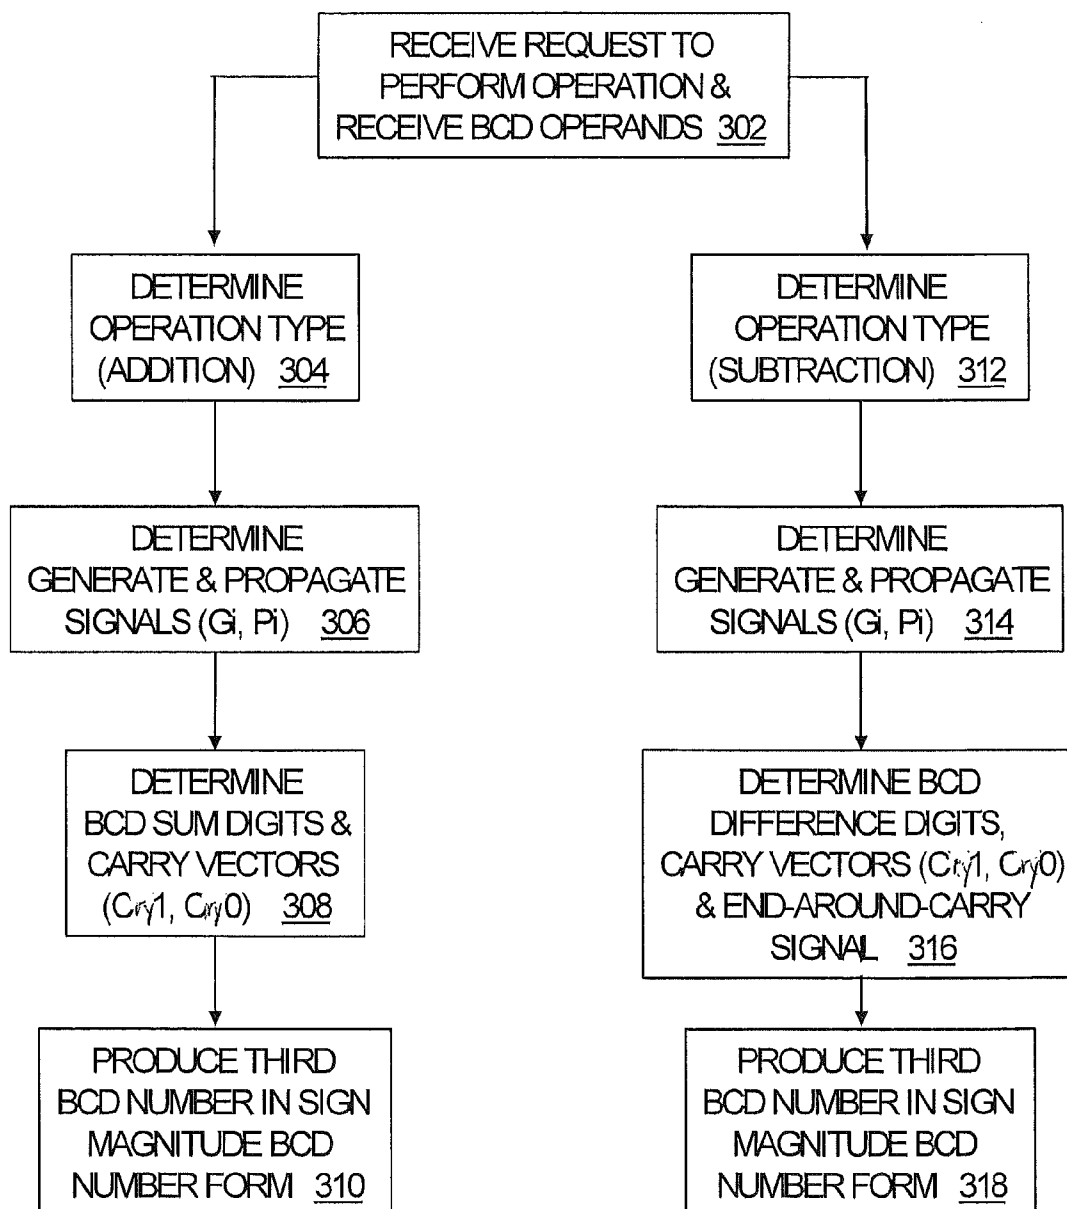 RECEIVE REQUEST TO
PERFORM OPERATION &
RECEIVE BCD OPERANDS 302
DETERMINE
OPERATION TYPE
(ADDITION) 304
DETERMINE
GENERATE & PROPAGATE
SIGNALS (Gi, Pi) 306
DETERMINE
BCD SUM DIGITS &
CARRY VECTORS
(Cry1, Cry0) 308
PRODUCE THIRD
BCD NUMBER IN SIGN
MAGNITUDE BCD
NUMBER FORM 310
DETERMINE
OPERATION TYPE
(SUBTRACTION) 312
DETERMINE
GENERATE & PROPAGATE
SIGNALS (Gi, Pi) 314
DETERMINE BCD
DIFFERENCE DIGITS,
CARRY VECTORS (Cry1, Cry0)
& END-AROUND-CARRY
SIGNAL 316
PRODUCE THIRD
BCD NUMBER IN SIGN
MAGNITUDE BCD
NUMBER FORM 318